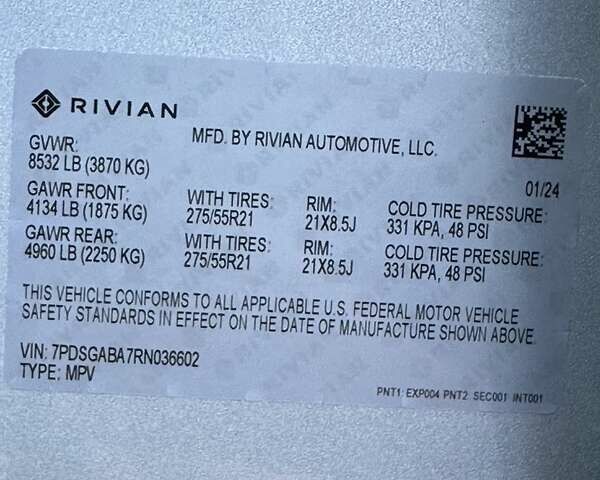 RIVIAN
MFD. BY RIVIAN AUTOMOTIVE, LLC.
GVWR:
8532 LB (3870 KG)
01/24
GAWR FRONT: WITH TIRES: RIM: COLD TIRE PRESSURE:
4134 LB (1875 KG) 275/55R21 21X8.5J 331 KPA, 48 PSI
GAWR REAR: WITH TIRES: RIM: COLD TIRE PRESSURE:
4960 LB (2250 KG) 275/55R21 21X8.5J 331 KPA, 48 PSI
THIS VEHICLE CONFORMS TO ALL APPLICABLE U.S. FEDERAL MOTOR VEHICLE
SAFETY STANDARDS IN EFFECT ON THE DATE OF MANUFACTURE SHOWN ABOVE.
VIN: 7PDSGABA7RN036602
TYPE: MPV
PNT1: EXP004 PNT2 SEC001 INT001